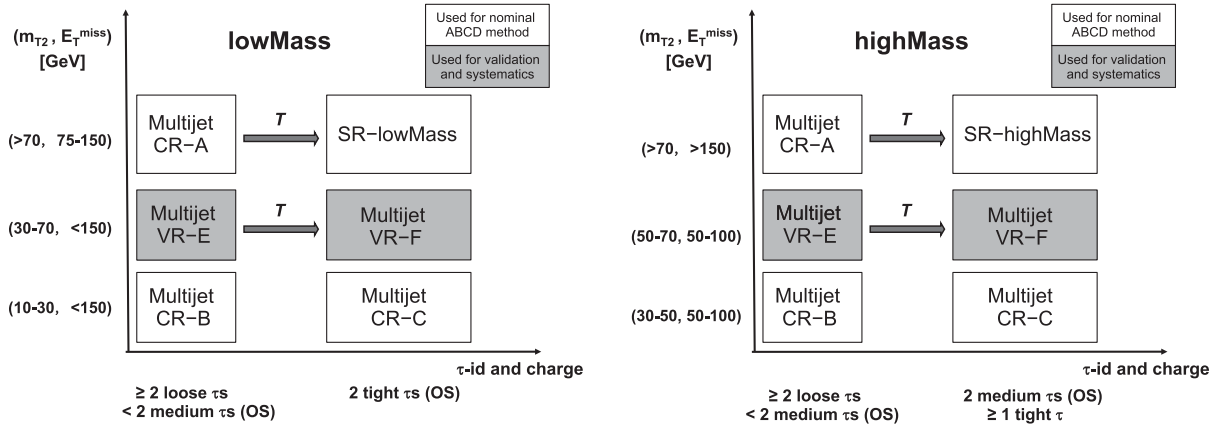 (mT2, ETmiss)
[GeV]
lowMass
Used for nominal
ABCD method
Used for validation
and systematics
(>70, 75-150)
Multijet
CR−A
T
SR−lowMass
(30-70, <150)
Multijet
VR−E
T
Multijet
VR−F
(10-30, <150)
Multijet
CR−B
Multijet
CR−C
τ-id and charge
≥ 2 loose τs
< 2 medium τs (OS)
2 tight τs (OS)
(mT2, ETmiss)
[GeV]
highMass
Used for nominal
ABCD method
Used for validation
and systematics
(>70, >150)
Multijet
CR−A
T
SR−highMass
(50-70, 50-100)
Multijet
VR−E
T
Multijet
VR−F
(30-50, 50-100)
Multijet
CR−B
Multijet
CR−C
τ-id and charge
≥ 2 loose τs
< 2 medium τs (OS)
2 medium τs (OS)
≥ 1 tight τ